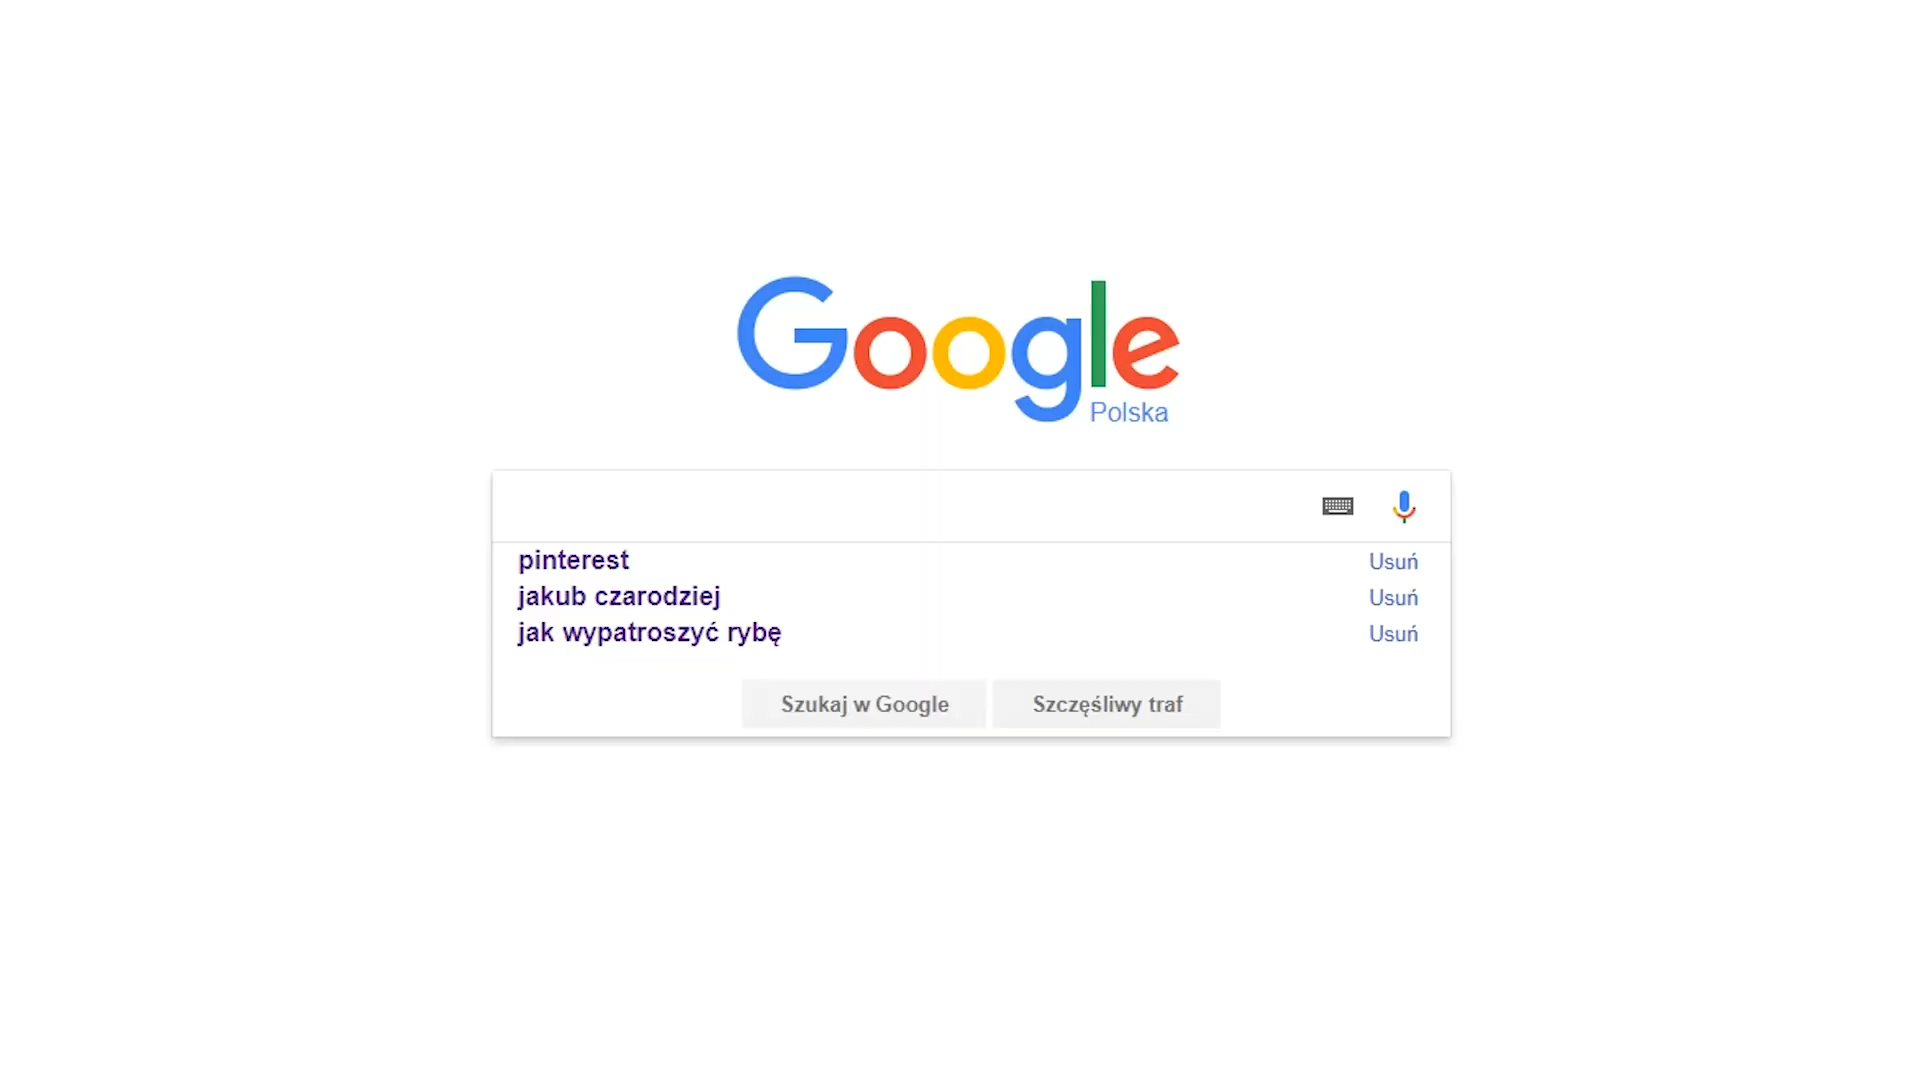 Google
Polska
pinterest Usuń
jakub czarodziej Usuń
jak wypatroszyć rybę Usuń
Szukaj w Google Szczęśliwy traf